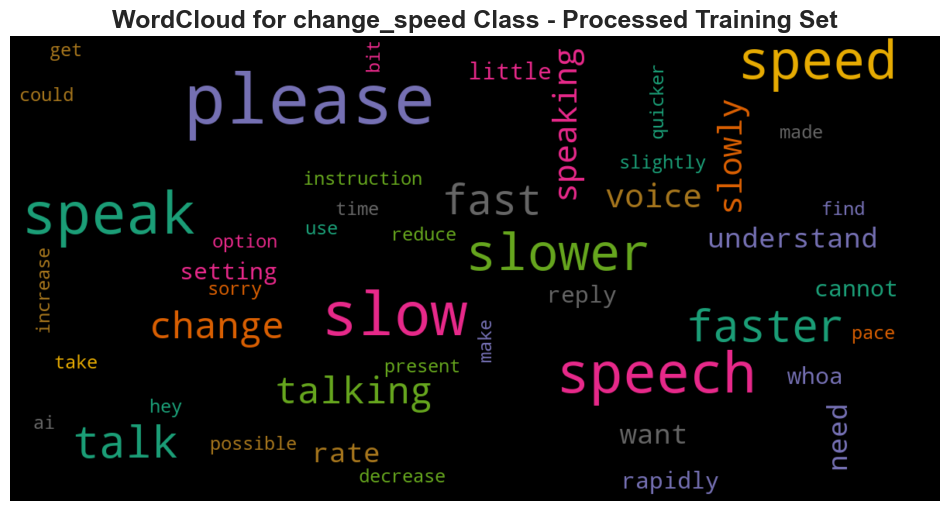 WordCloud for change_speed Class - Processed Training Set
get
bit
little
speaking
speed
could
please
quicker
slowly
made
slightly
instruction
fast
voice
speak
time
find
option
use
reduce
slower
understand
setting
sorry
increase
reply
cannot
change
slow
make
faster
pace
take
present
speech
whoa
talking
hey
ai
talk
possible
rate
want
need
decrease
rapidly